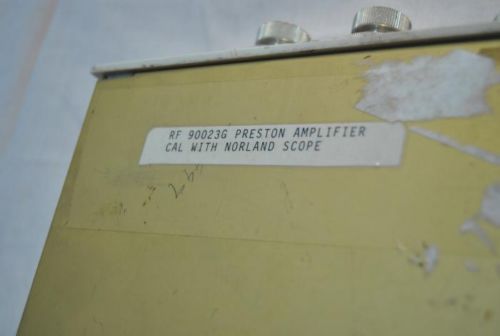 RF 90023G PRESTON AMPLIFIER
CAL WITH NORLAND SCOPE